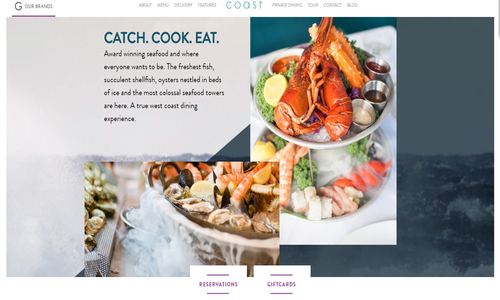 G OUR BRANDS
ABOUT MENU DELIVERY FEATURES coast PRIVATE DINING TOUR CONTACT BLOG
CATCH. COOK. EAT.
Award winning seafood and where
everyone wants to be. The freshest fish,
succulent shellfish, oysters nestled in beds
of ice and the most colossal seafood towers
are here. A true west coast dining
experience.
RESERVATIONS GIFTCARDS